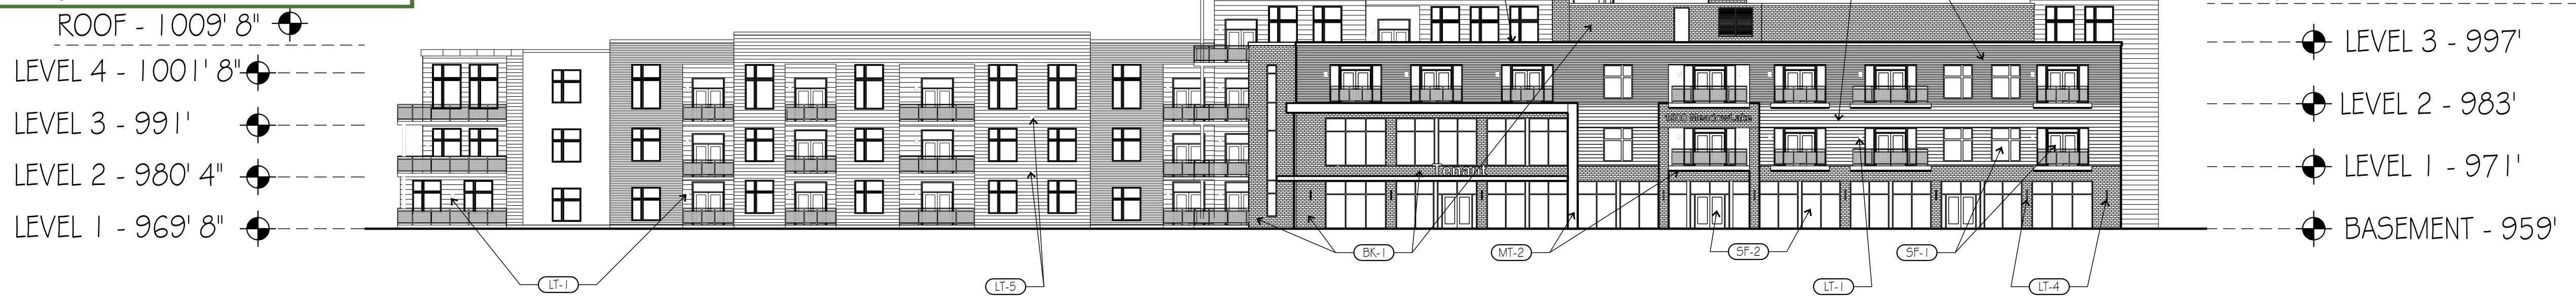 ROOF - 1009' 8"
LEVEL 4 - 1001' 8"
LEVEL 3 - 991'
LEVEL 2 - 980' 4"
LEVEL 1 - 969' 8"
LEVEL 3 - 997'
LEVEL 2 - 983'
LEVEL 1 - 971'
BASEMENT - 959'
Tenant
LT-1
LT-5
BK-1
MT-2
SF-2
LT-1
SF-1
LT-4